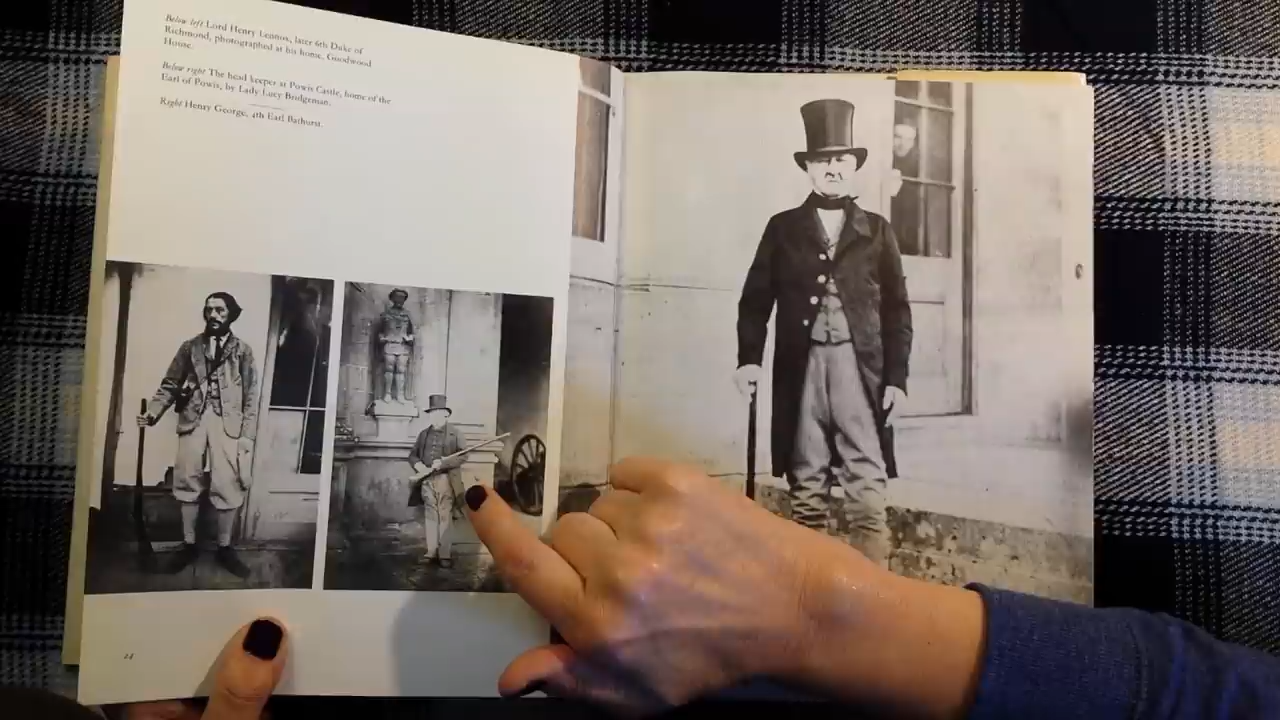 Below left Lord Henry Lennox, later 6th Duke of
Richmond, photographed at his home, Goodwood
House.
Below right The head keeper at Powis Castle, home of the
Earl of Powis, by Lady Lucy Bridgeman.
Right Henry George, 4th Earl Bathurst.
24